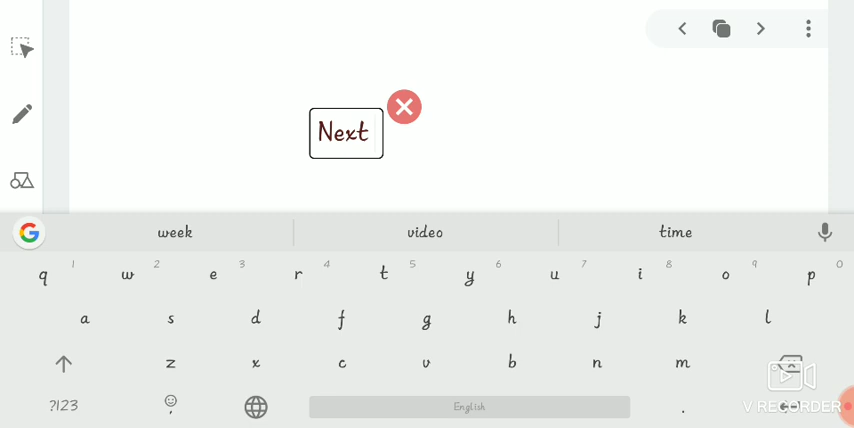 Next
week video time
q 1 w 2 e 3 r 4 t 5 y 6 u 7 i 8 o 9 p 0
a s d f g h j k l
z x c v b n m
?123 , English .
V RECORDER